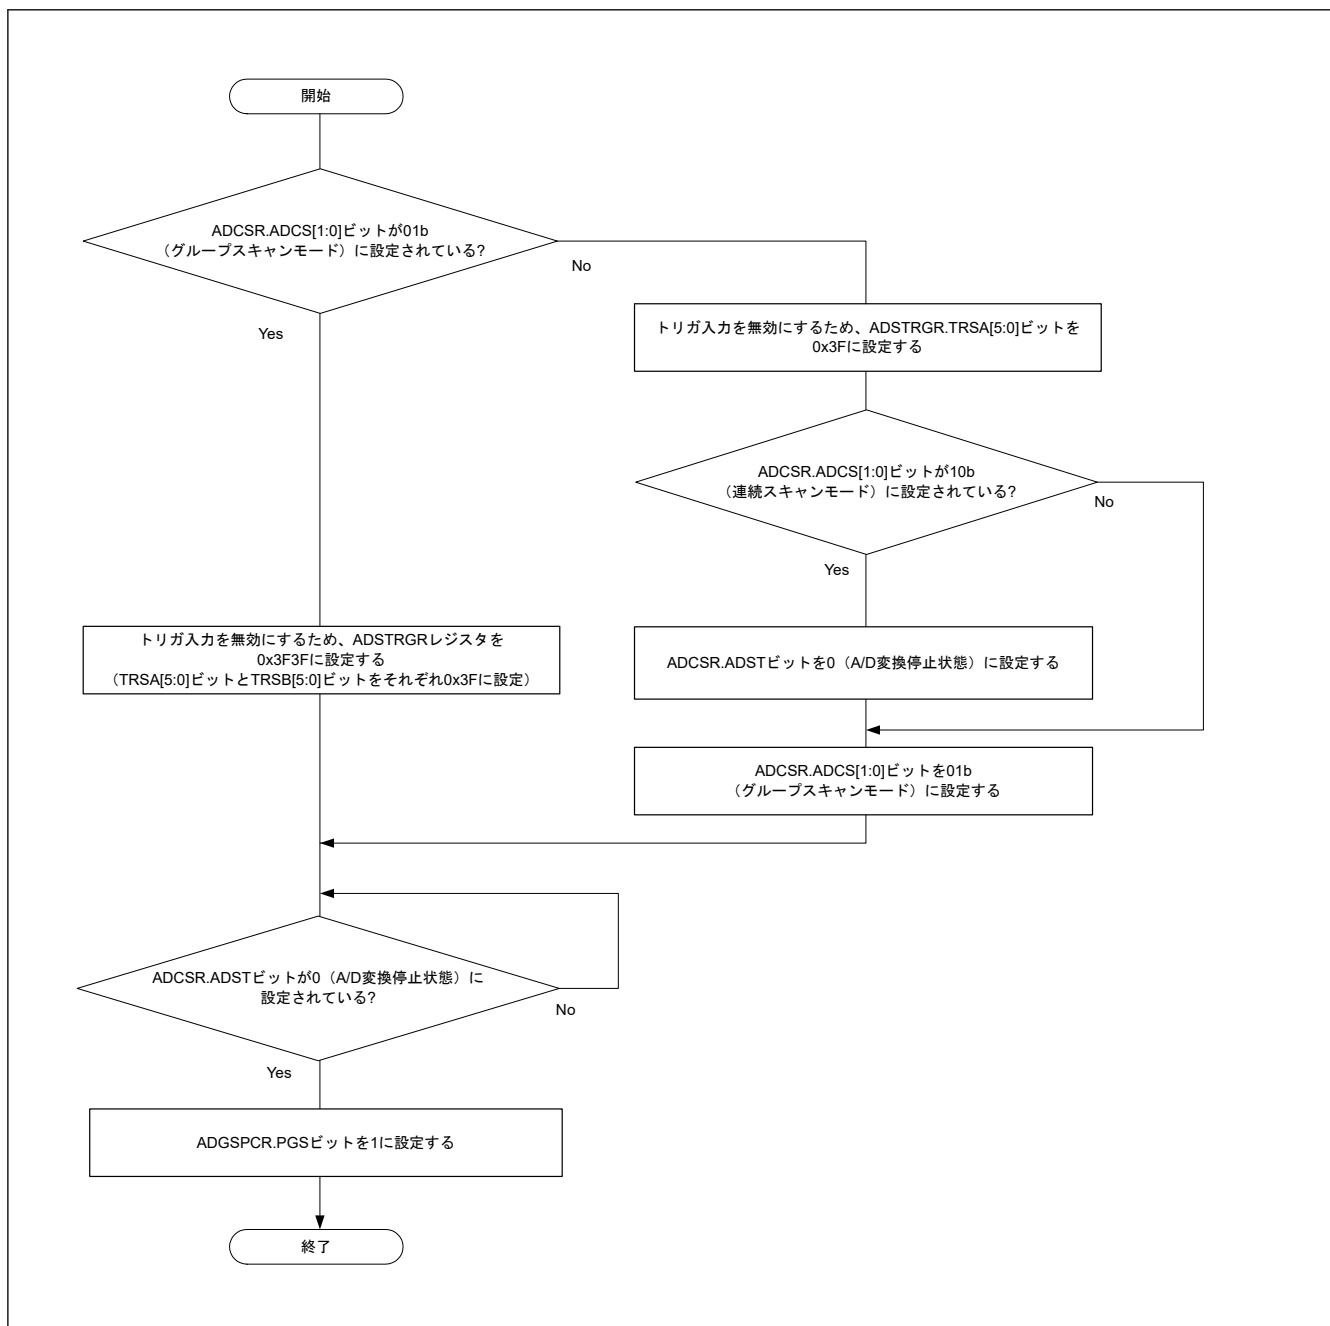 開始
ADCSR.ADCS[1:0]ビットが01b
（グループスキャンモード）に設定されている?
No
Yes
トリガ入力を無効にするため、ADSTRGR.TRSA[5:0]ビットを
0x3Fに設定する
ADCSR.ADCS[1:0]ビットが10b
（連続スキャンモード）に設定されている?
No
Yes
トリガ入力を無効にするため、ADSTRGRレジスタを
0x3F3Fに設定する
（TRSA[5:0]ビットとTRSB[5:0]ビットをそれぞれ0x3Fに設定）
ADCSR.ADSTビットを0（A/D変換停止状態）に設定する
ADCSR.ADCS[1:0]ビットを01b
（グループスキャンモード）に設定する
ADCSR.ADSTビットが0（A/D変換停止状態）に
設定されている?
No
Yes
ADGSPCR.PGSビットを1に設定する
終了